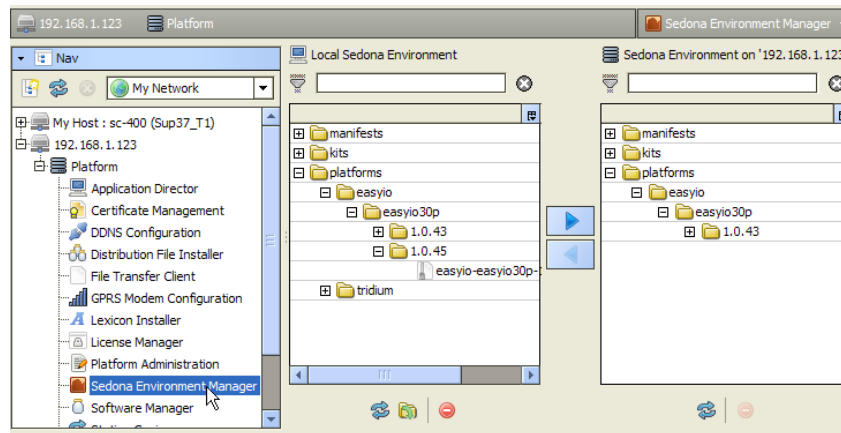 192.168.1.123 Platform Sedona Environment Manager
Nav
My Network
My Host : sc-400 (Sup37_T1)
192.168.1.123
Platform
Application Director
Certificate Management
DDNS Configuration
Distribution File Installer
File Transfer Client
GPRS Modem Configuration
Lexicon Installer
License Manager
Platform Administration
Sedona Environment Manager
Software Manager
Local Sedona Environment
manifests
kits
platforms
easyio
easyio30p
1.0.43
1.0.45
easyio-easyio30p-
tridium
Sedona Environment on '192.168.1.123
manifests
kits
platforms
easyio
easyio30p
1.0.43